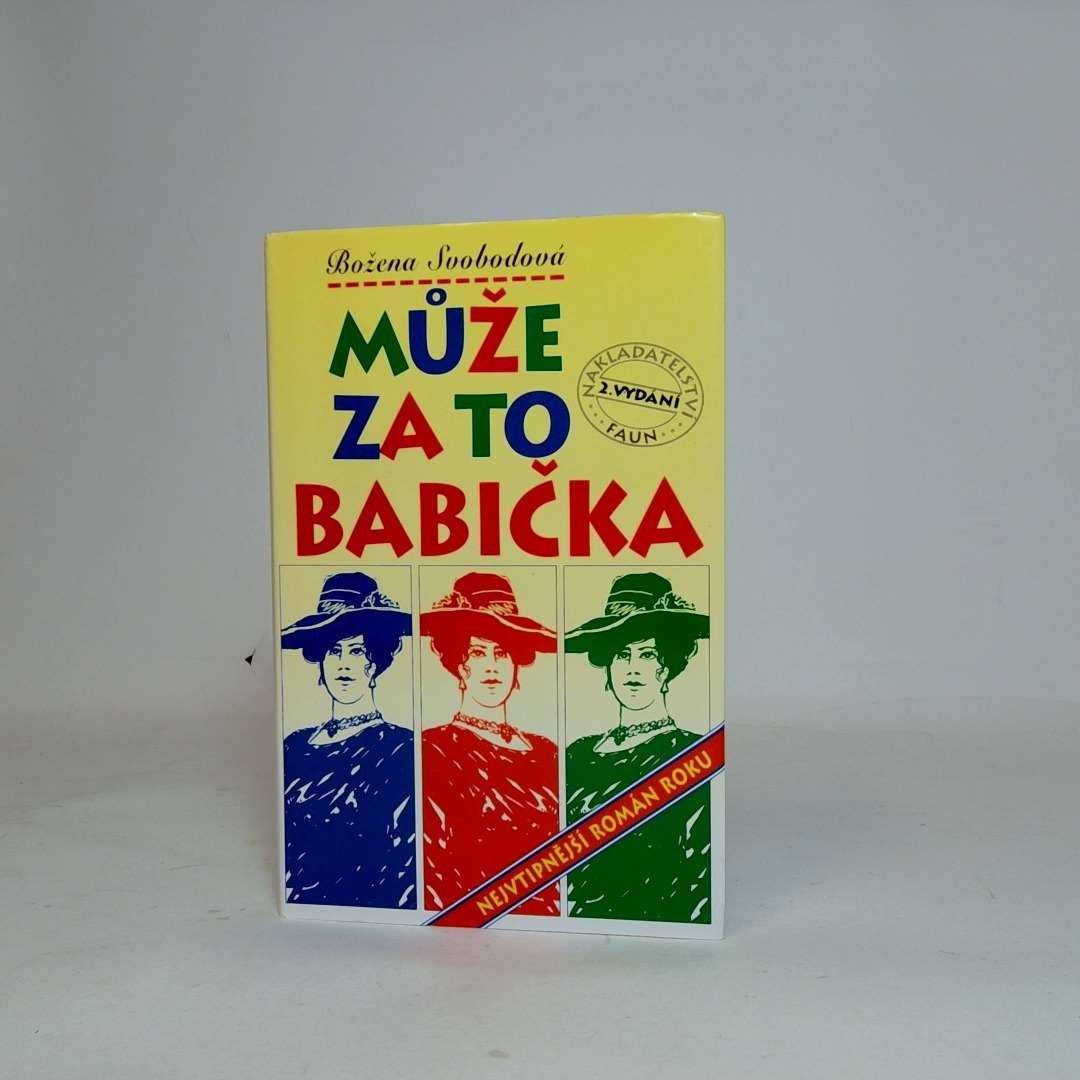 Božena Svobodová
MŮŽE
ZA TO
BABIČKA
NAKLADATELSTVÍ
2. VYDÁNÍ
FAUN
NEJVTIPNĚJŠÍ ROMÁN ROKU